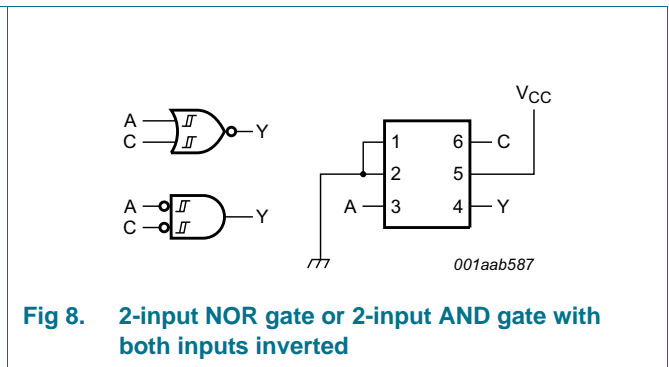 A
C
Y
A
C
Y
VCC
1
6
C
2
5
A
3
4
Y
001aab587
Fig 8. 2-input NOR gate or 2-input AND gate with
both inputs inverted